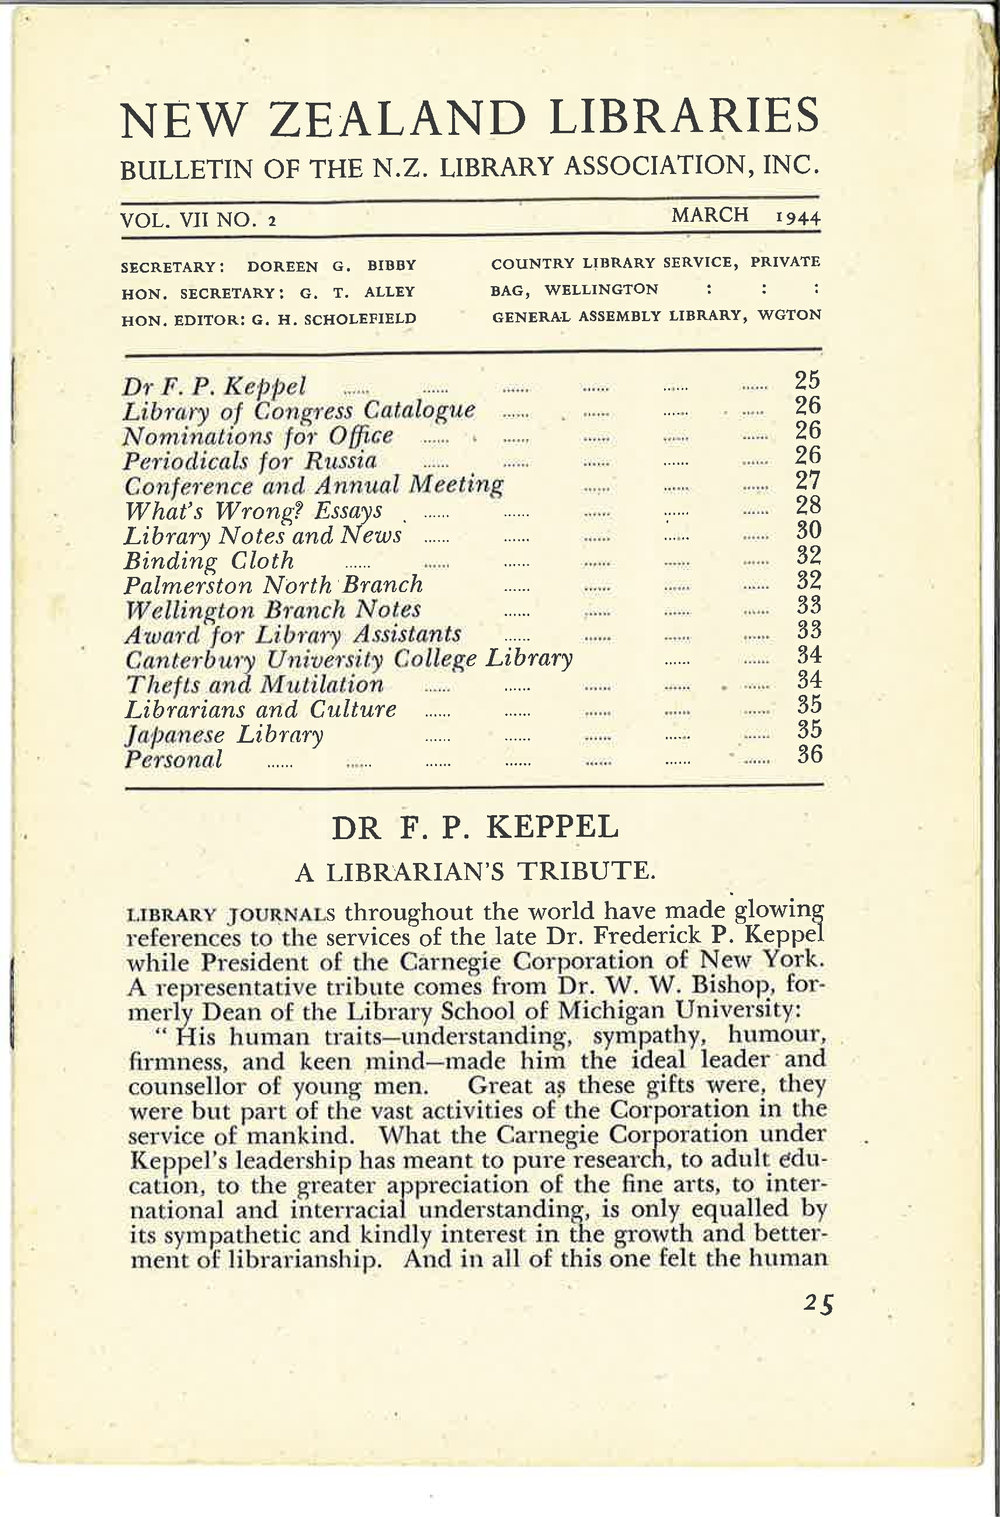 NEW ZEALAND LIBRARIES
BULLETIN OF THE N.Z. LIBRARY ASSOCIATION, INC.
VOL. VII NO. 2 MARCH 1944
SECRETARY: DOREEN G. BIBBY COUNTRY LIBRARY SERVICE, PRIVATE
HON. SECRETARY: G. T. ALLEY BAG, WELLINGTON : : :
HON. EDITOR: G. H. SCHOLEFIELD GENERAL ASSEMBLY LIBRARY, WGTON
Dr F. P. Keppel ...... ...... ...... ...... ...... ...... 25
Library of Congress Catalogue ...... ...... ...... ...... 26
Nominations for Office ...... ...... ...... ...... ...... 26
Periodicals for Russia ...... ...... ...... ...... ...... 26
Conference and Annual Meeting ...... ...... ...... 27
What's Wrong? Essays ...... ...... ...... ...... ...... 28
Library Notes and News ...... ...... ...... ...... ...... 30
Binding Cloth ...... ...... ...... ...... ...... ...... 32
Palmerston North Branch ...... ...... ...... ...... 32
Wellington Branch Notes ...... ...... ...... ...... 33
Award for Library Assistants ...... ...... ...... ...... 33
Canterbury University College Library ...... ...... 34
Thefts and Mutilation ...... ...... ...... ...... ...... 34
Librarians and Culture ...... ...... ...... ...... ...... 35
Japanese Library ...... ...... ...... ...... ...... 35
Personal ...... ...... ...... ...... ...... ...... ...... 36
DR F. P. KEPPEL
A LIBRARIAN'S TRIBUTE.
LIBRARY JOURNALS throughout the world have made glowing
references to the services of the late Dr. Frederick P. Keppel
while President of the Carnegie Corporation of New York.
A representative tribute comes from Dr. W. W. Bishop, for-
merly Dean of the Library School of Michigan University:
" His human traits—understanding, sympathy, humour,
firmness, and keen mind—made him the ideal leader and
counsellor of young men. Great as these gifts were, they
were but part of the vast activities of the Corporation in the
service of mankind. What the Carnegie Corporation under
Keppel's leadership has meant to pure research, to adult edu-
cation, to the greater appreciation of the fine arts, to inter-
national and interracial understanding, is only equalled by
its sympathetic and kindly interest in the growth and better-
ment of librarianship. And in all of this one felt the human
25